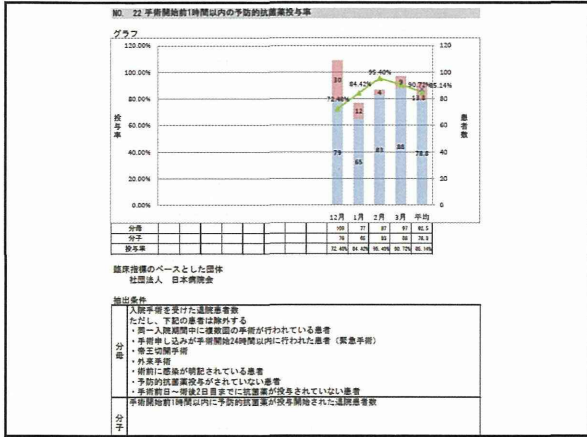 NO. 22 手術開始前1時間以内の予防的抗菌薬投与率
グラフ
120.00%
100.00%
80.00%
60.00%
40.00%
20.00%
0.00%
投与率
120
100
80
60
40
20
0
患者数
30
12
4
9
13.8
72.48%
84.42%
95.40%
90.72%
85.14%
79
65
83
88
78.8
12月 1月 2月 3月 平均
分母 109 77 87 97 92.5
分子 79 65 83 88 78.8
投与率 72.48% 84.42% 95.40% 90.72% 85.14%
臨床指標のベースとした団体
社団法人 日本病院会
抽出条件
分母
入院手術を受けた退院患者数
ただし、下記の患者は除外する
・同一入院期間中に複数回の手術が行われている患者
・手術申し込みが手術開始24時間以内に行われた患者（緊急手術）
・帝王切開手術
・外来手術
・術前に感染が明記されている患者
・予防的抗菌薬投与がされていない患者
・手術前日～術後2日目までに抗菌薬が投与されていない患者
分子
手術開始前1時間以内に予防的抗菌薬が投与開始された退院患者数